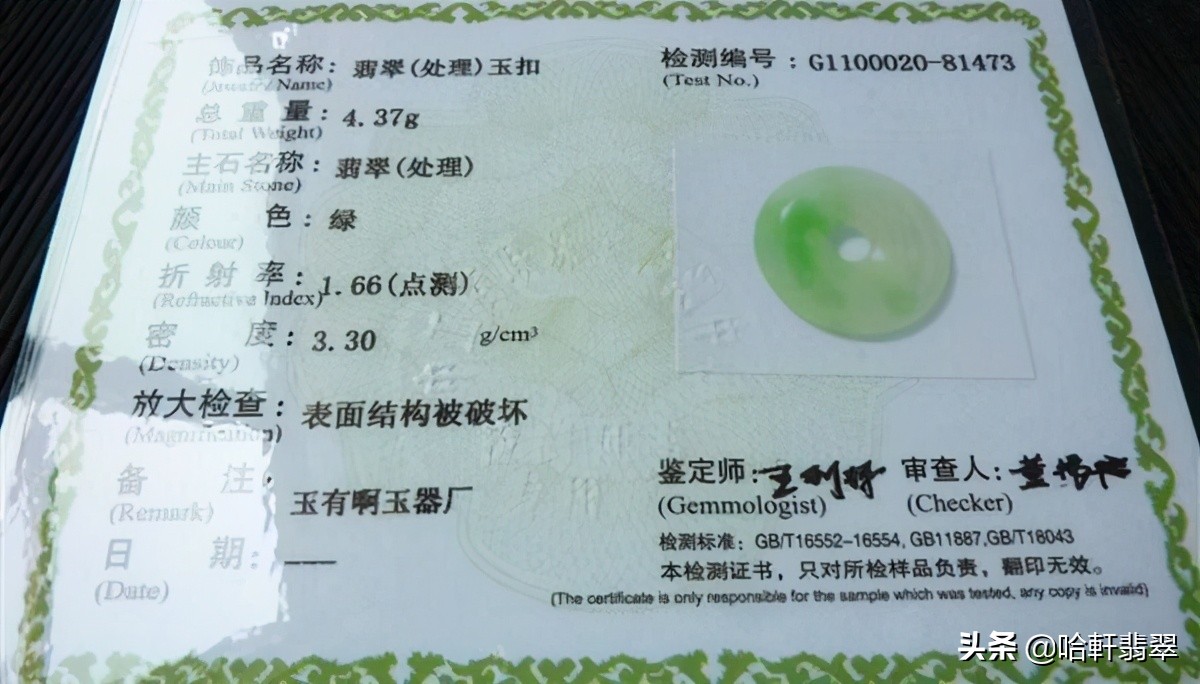 饰品名称：翡翠(处理)玉扣
(Jewelry Name)
总重量：4.37g
(Total Weight)
主石名称：翡翠(处理)
(Main Stone)
颜色：绿
(Colour)
折射率：1.66(点测)
(Refractive Index)
密度：3.30 g/cm³
(Density)
放大检查：表面结构被破坏
(Magnification)
备注：玉有啊玉器厂
(Remark)
日期：——
(Date)
检测编号：G1100020-81473
(Test No.)
鉴定师： 审查人：
(Gemmologist) (Checker)
检测标准：GB/T16552-16554, GB11887,GB/T18043
本检测证书，只对所检样品负责，翻印无效。
(The certificate is only responsible for the sample which was tested, any copy is invalid)
头条 @哈軒翡翠